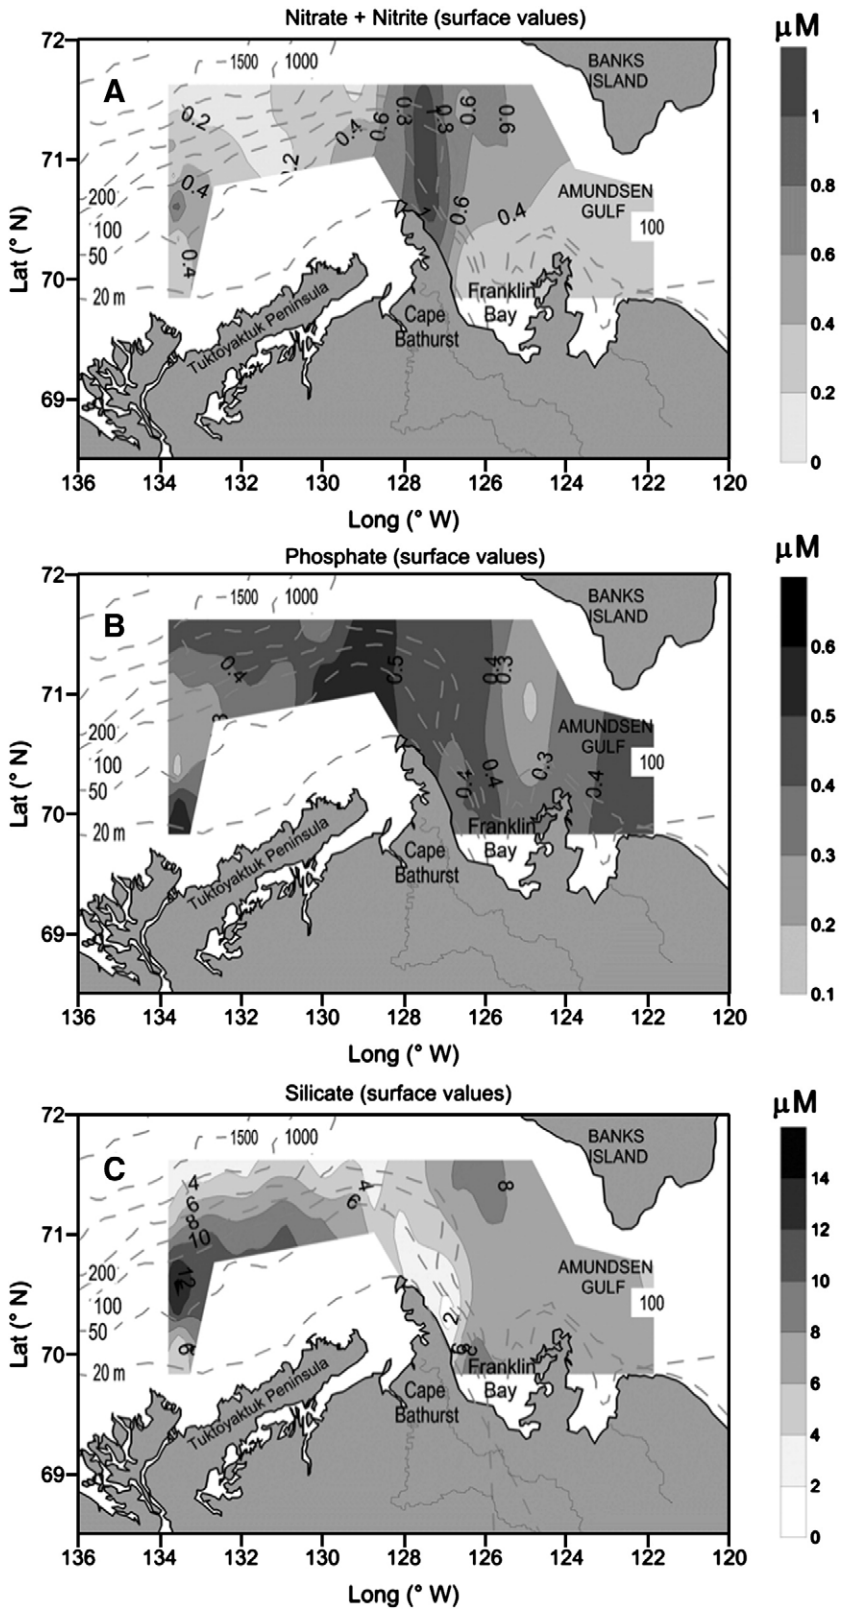 Nitrate + Nitrite (surface values)
µM
72
71
70
69
Lat (° N)
A
1500 1000
BANKS
ISLAND
0.2
0.4
0.4
.2
0.4
0.6
0.8
1
0.8
0.6
0.6
1
0.6
0.4
200
100
50
20 m
AMUNDSEN
GULF
100
Franklin
Bay
Cape
Bathurst
Tuktoyaktuk Peninsula
1
0.8
0.6
0.4
0.2
0
136 134 132 130 128 126 124 122 120
Long (° W)
Phosphate (surface values)
µM
72
71
70
69
Lat (° N)
B
1500 1000
BANKS
ISLAND
0.4
3
0.5
0.4
0.3
0.4
0.4
0.3
0.4
200
100
50
20 m
AMUNDSEN
GULF
100
Franklin
Bay
Cape
Bathurst
Tuktoyaktuk Peninsula
0.6
0.5
0.4
0.3
0.2
0.1
136 134 132 130 128 126 124 122 120
Long (° W)
Silicate (surface values)
µM
72
71
70
69
Lat (° N)
C
1500 1000
BANKS
ISLAND
4
6
8
10
12
6
4
6
8
2
6
200
100
50
20 m
AMUNDSEN
GULF
100
Franklin
Bay
Cape
Bathurst
Tuktoyaktuk Peninsula
14
12
10
8
6
4
2
0
136 134 132 130 128 126 124 122 120
Long (° W)